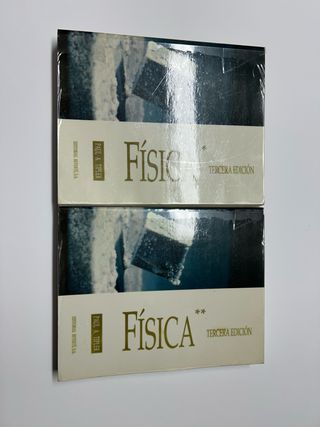 EDITORIAL REVERTÉ, S.A.
PAUL A. TIPLER
FÍSICA *
TERCERA EDICIÓN
EDITORIAL REVERTÉ, S.A.
PAUL A. TIPLER
FÍSICA **
TERCERA EDICIÓN